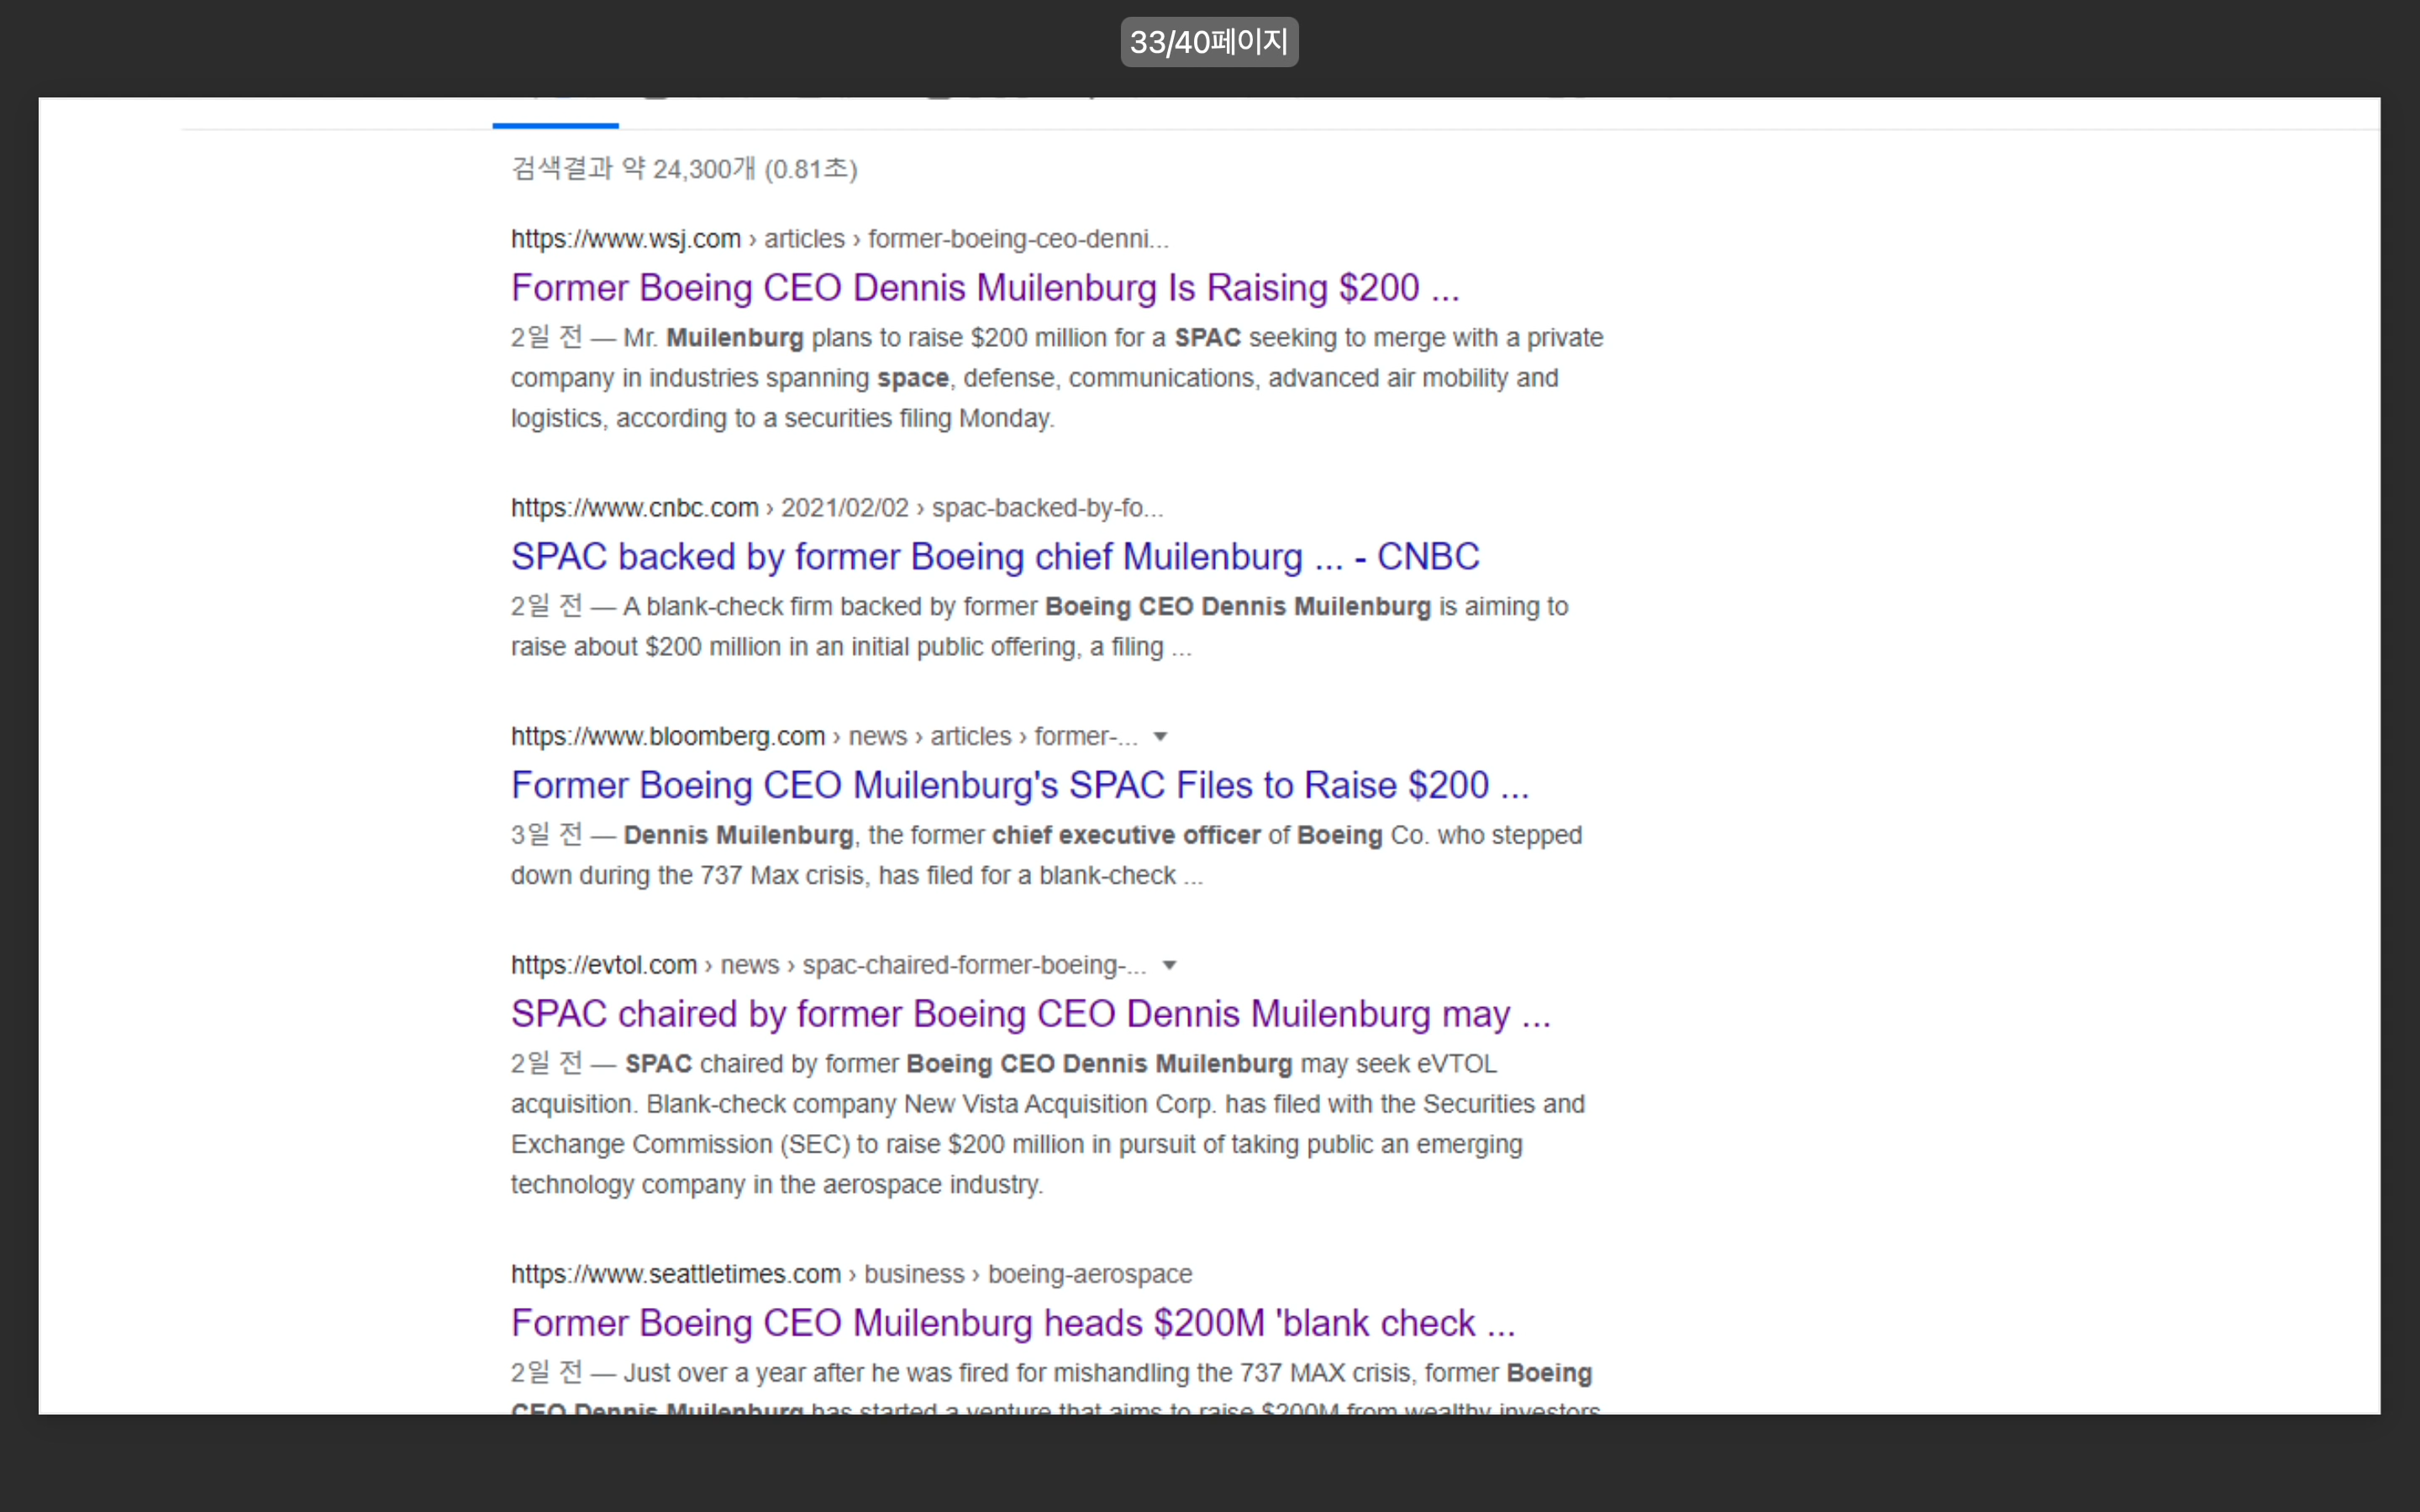 33/40페이지
검색결과 약 24,300개 (0.81초)
https://www.wsj.com › articles › former-boeing-ceo-denni...
Former Boeing CEO Dennis Muilenburg Is Raising $200 ...
2일 전 — Mr. Muilenburg plans to raise $200 million for a SPAC seeking to merge with a private
company in industries spanning space, defense, communications, advanced air mobility and
logistics, according to a securities filing Monday.
https://www.cnbc.com › 2021/02/02 › spac-backed-by-fo...
SPAC backed by former Boeing chief Muilenburg ... - CNBC
2일 전 — A blank-check firm backed by former Boeing CEO Dennis Muilenburg is aiming to
raise about $200 million in an initial public offering, a filing ...
https://www.bloomberg.com › news › articles › former-...
Former Boeing CEO Muilenburg's SPAC Files to Raise $200 ...
3일 전 — Dennis Muilenburg, the former chief executive officer of Boeing Co. who stepped
down during the 737 Max crisis, has filed for a blank-check ...
https://evtol.com › news › spac-chaired-former-boeing-...
SPAC chaired by former Boeing CEO Dennis Muilenburg may ...
2일 전 — SPAC chaired by former Boeing CEO Dennis Muilenburg may seek eVTOL
acquisition. Blank-check company New Vista Acquisition Corp. has filed with the Securities and
Exchange Commission (SEC) to raise $200 million in pursuit of taking public an emerging
technology company in the aerospace industry.
https://www.seattletimes.com › business › boeing-aerospace
Former Boeing CEO Muilenburg heads $200M 'blank check ...
2일 전 — Just over a year after he was fired for mishandling the 737 MAX crisis, former Boeing
CEO Dennis Muilenburg has started a venture that aims to raise $200M from wealthy investors